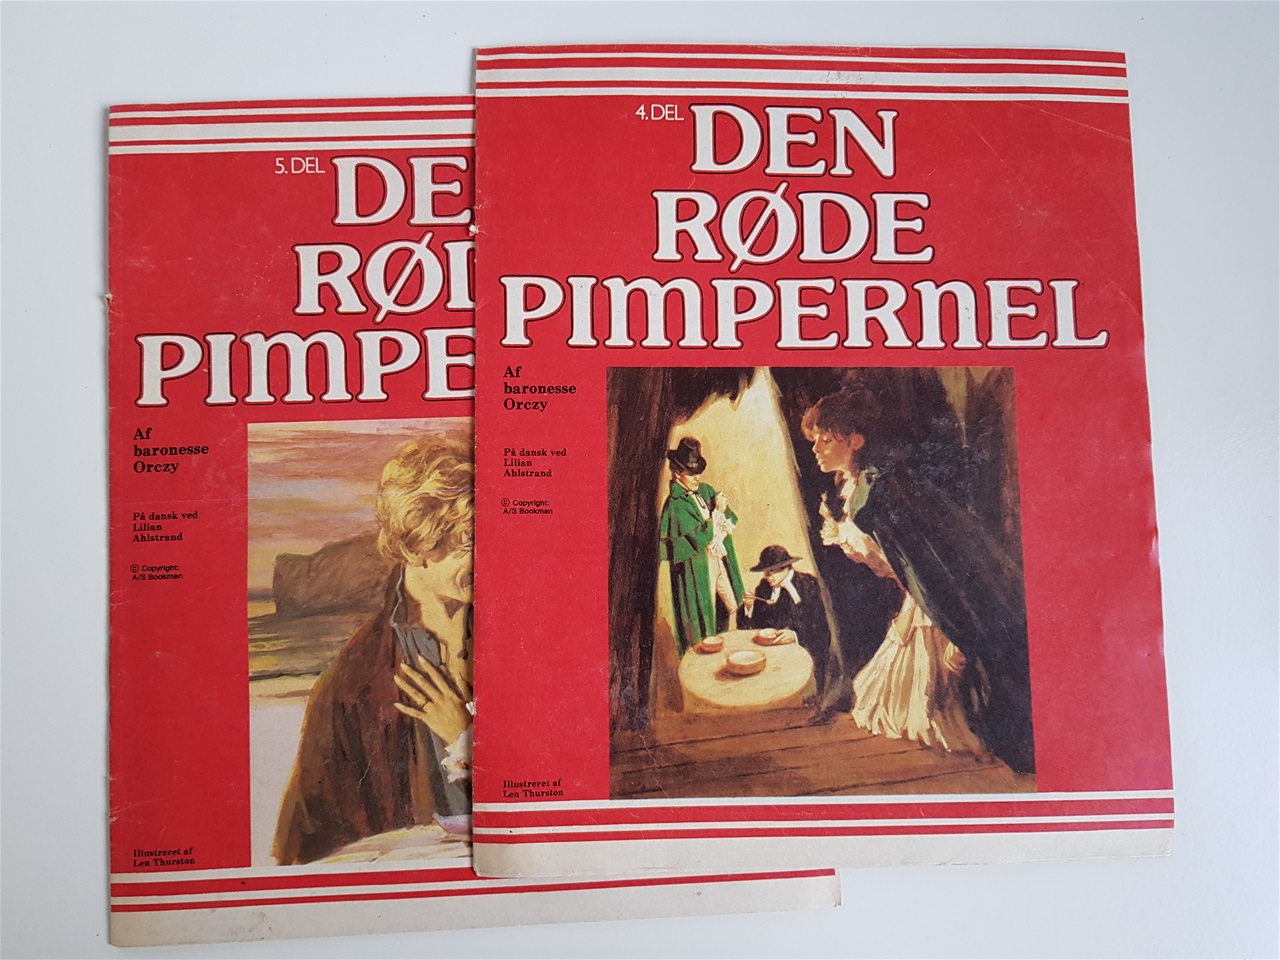 5. DEL DE
RØD
PIMPE
Af
baronesse
Orczy
På dansk ved
Lilian
Ahlstrand
© Copyright:
A/S Bookman
Illustreret af
Len Thurston
4. DEL DEN
RØDE
PIMPERNEL
Af
baronesse
Orczy
På dansk ved
Lilian
Ahlstrand
© Copyright:
A/S Bookman
Illustreret af
Len Thurston